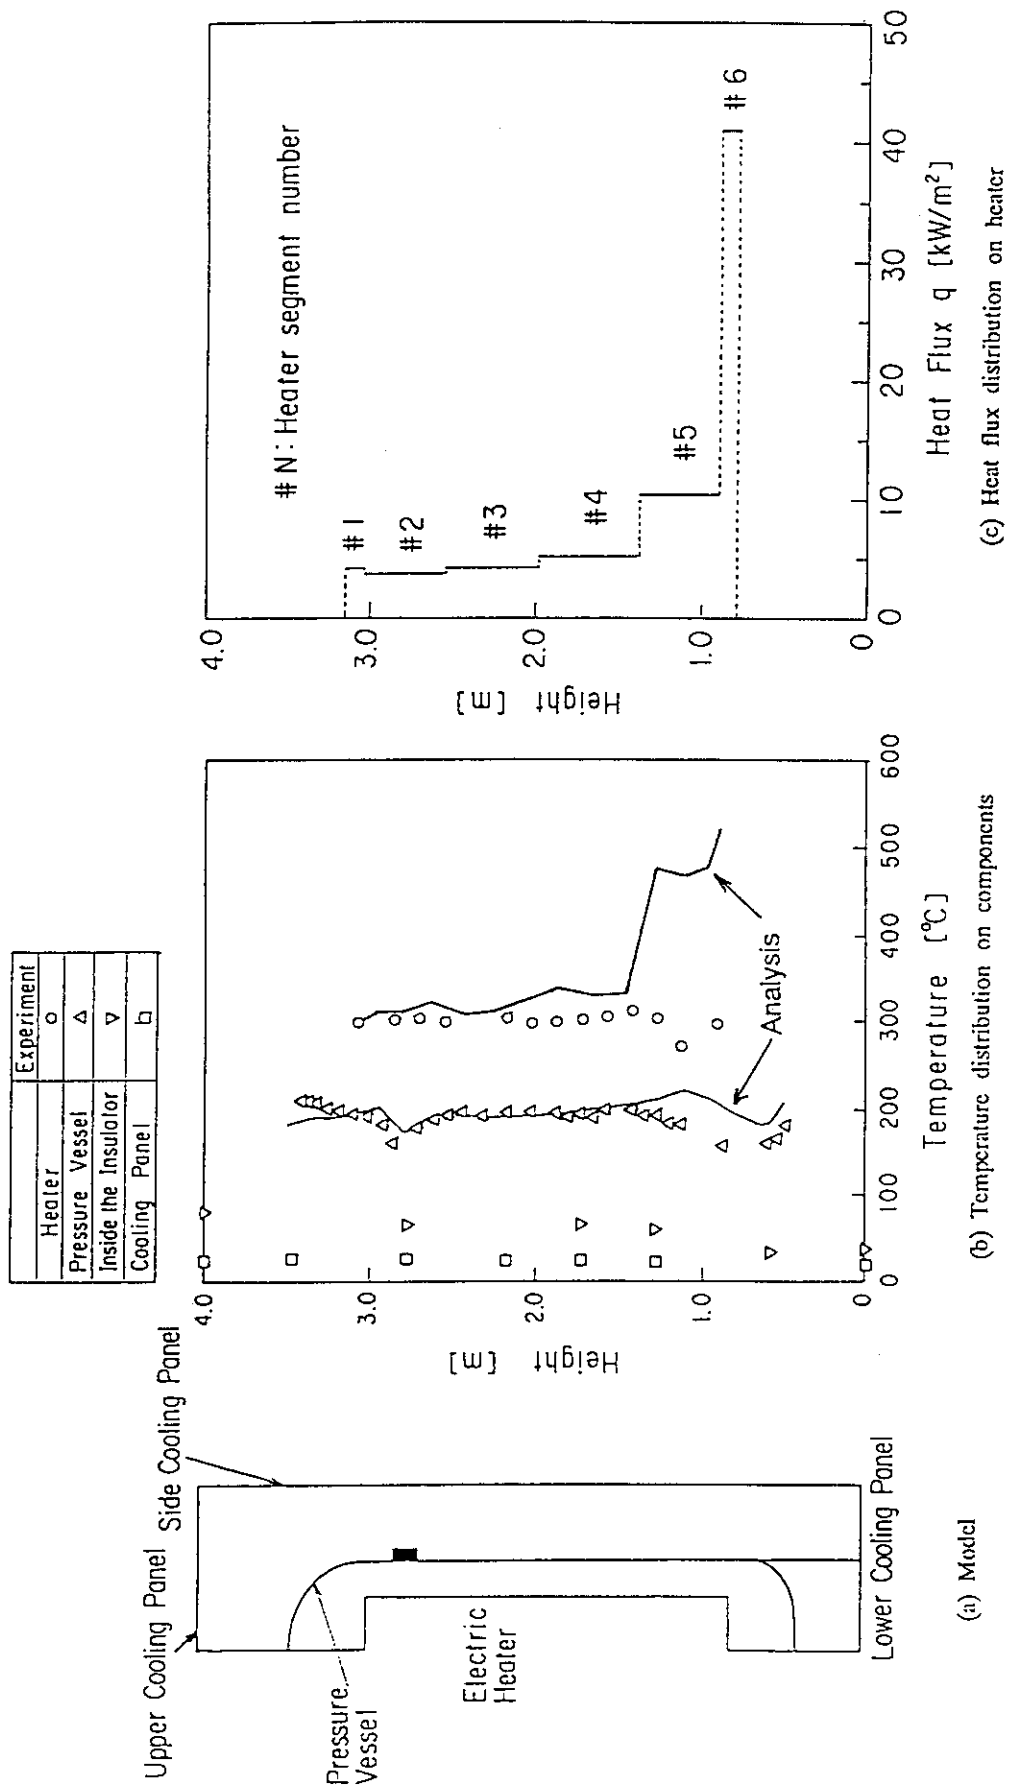 Experiment
Heater ○
Pressure Vessel △
Inside the Insulator ▽
Cooling Panel □
Upper Cooling Panel
Side Cooling Panel
Pressure
Vessel
Electric
Heater
Lower Cooling Panel
(a) Model
Height [m]
4.0
3.0
2.0
1.0
0
0 100 200 300 400 500 600
Temperature [°C]
Analysis
(b) Temperature distribution on components
Height [m]
4.0
3.0
2.0
1.0
0
0 10 20 30 40 50
Heat Flux q [kW/m²]
# N : Heater segment number
#1
#2
#3
#4
#5
#6
(c) Heat flux distribution on heater